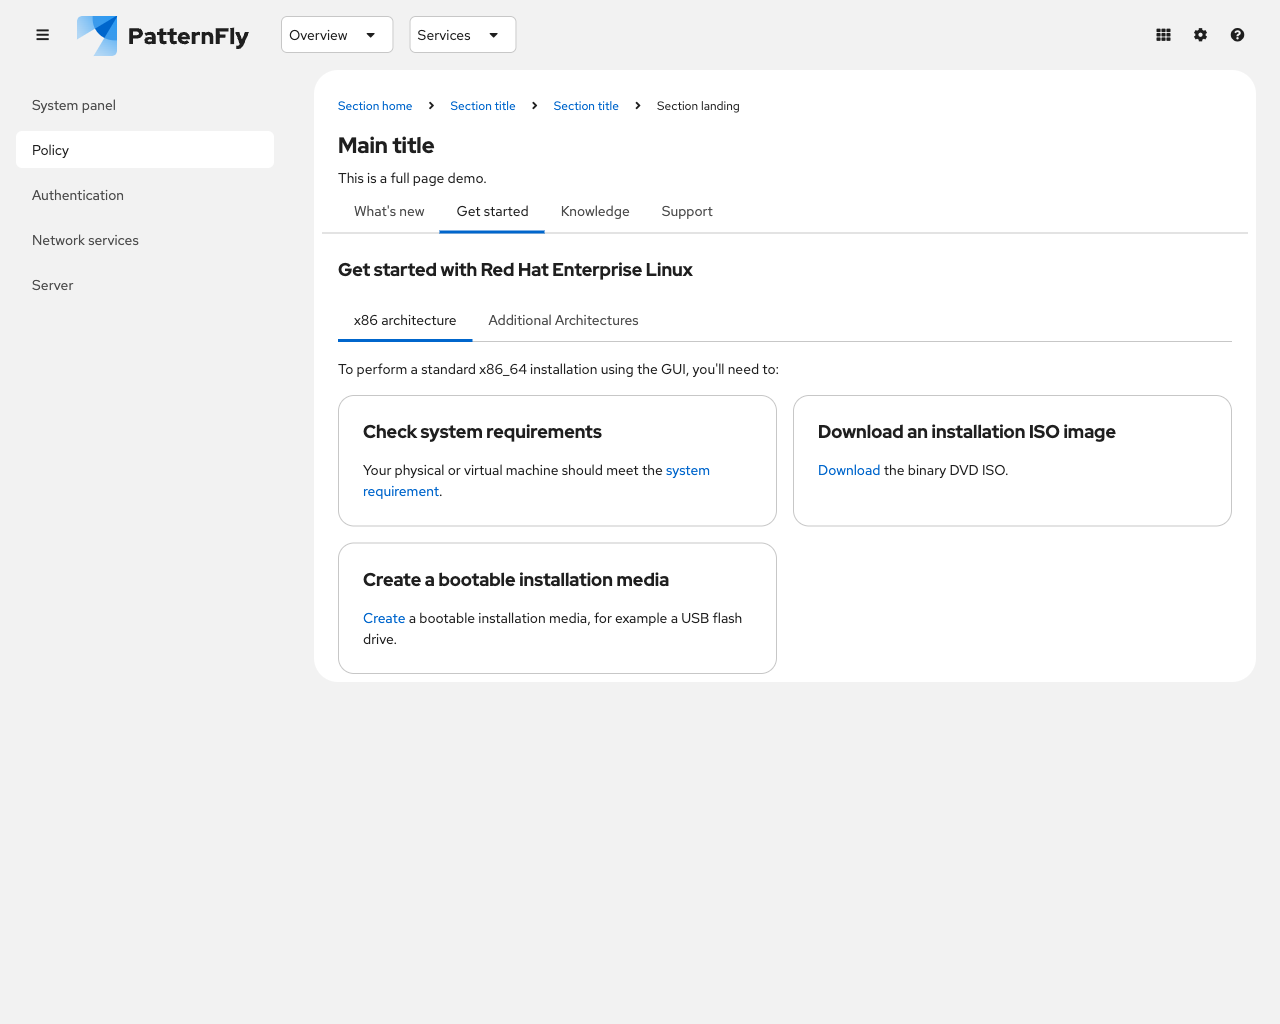 PatternFly
Overview
Services
System panel
Policy
Authentication
Network services
Server
Section home Section title Section title Section landing
Main title
This is a full page demo.
What's new Get started Knowledge Support
Get started with Red Hat Enterprise Linux
x86 architecture Additional Architectures
To perform a standard x86_64 installation using the GUI, you'll need to:
Check system requirements
Your physical or virtual machine should meet the system
requirement.
Download an installation ISO image
Download the binary DVD ISO.
Create a bootable installation media
Create a bootable installation media, for example a USB flash
drive.